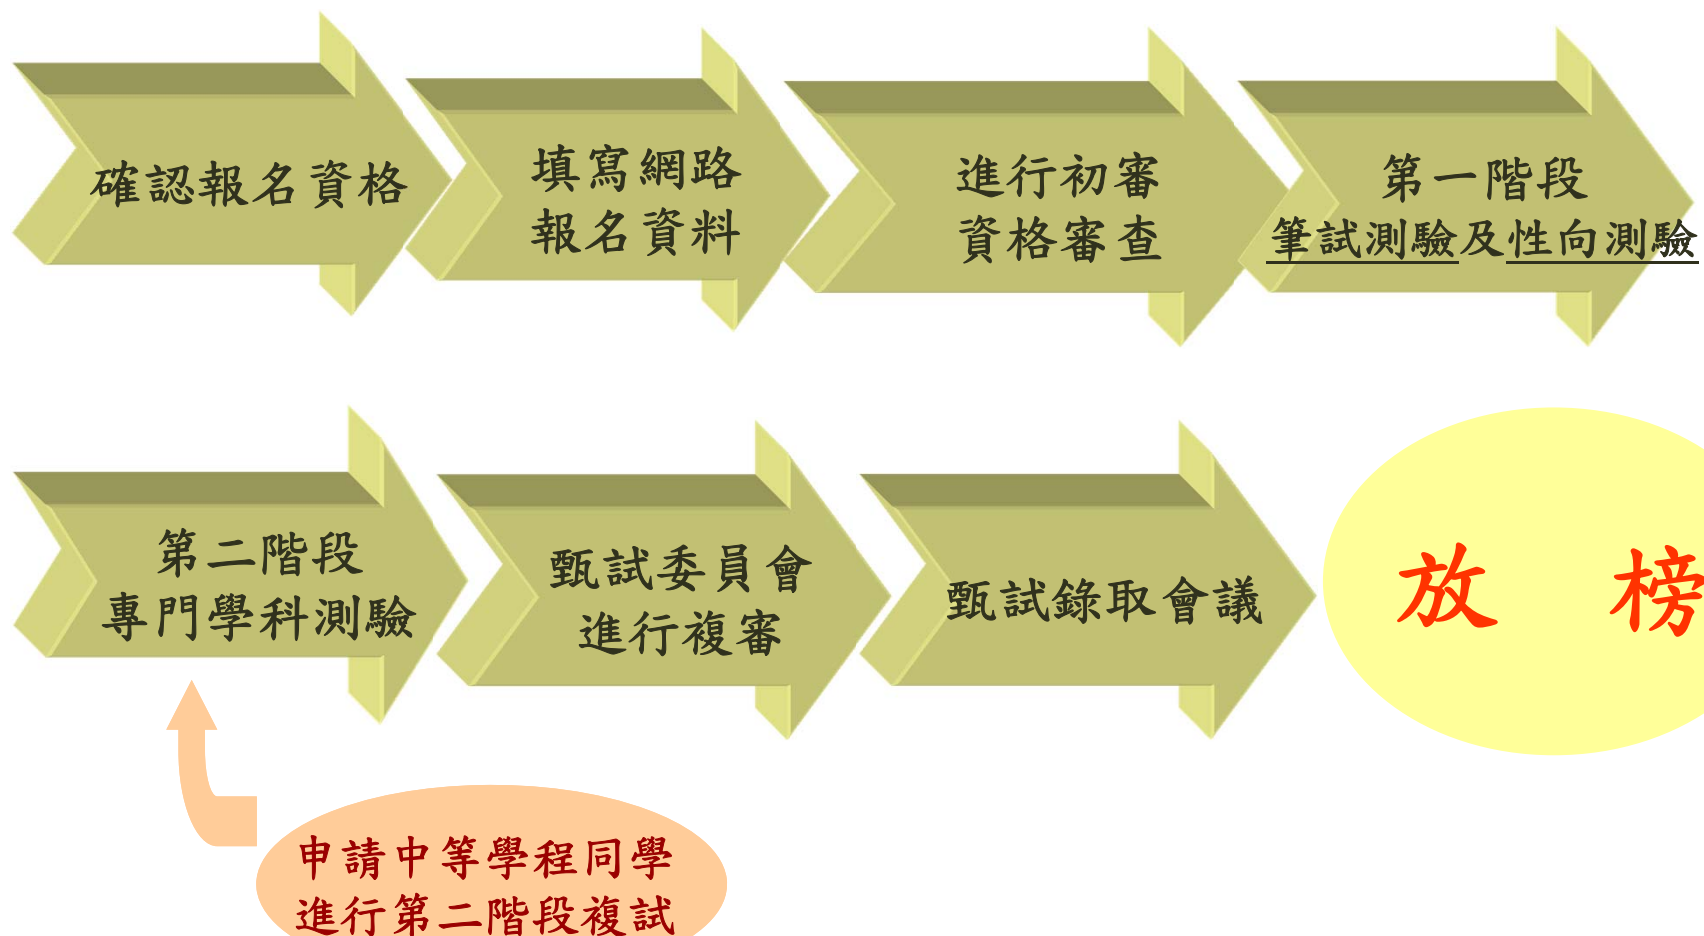 確認報名資格
填寫網路
報名資料
進行初審
資格審查
第一階段
筆試測驗及性向測驗
第二階段
專門學科測驗
甄試委員會
進行複審
甄試錄取會議
放 榜
申請中等學程同學
進行第二階段複試